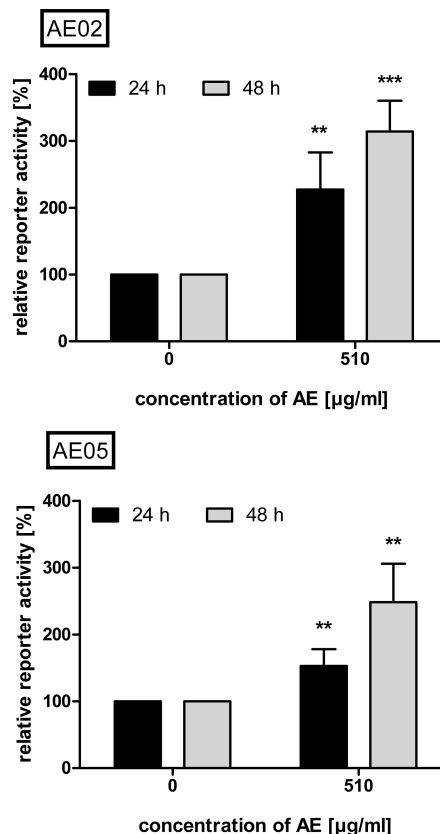 AE02
relative reporter activity [%]
400
300
200
100
0
24 h 48 h
** ***
0 510
concentration of AE [µg/ml]
AE05
relative reporter activity [%]
400
300
200
100
0
24 h 48 h
** **
0 510
concentration of AE [µg/ml]